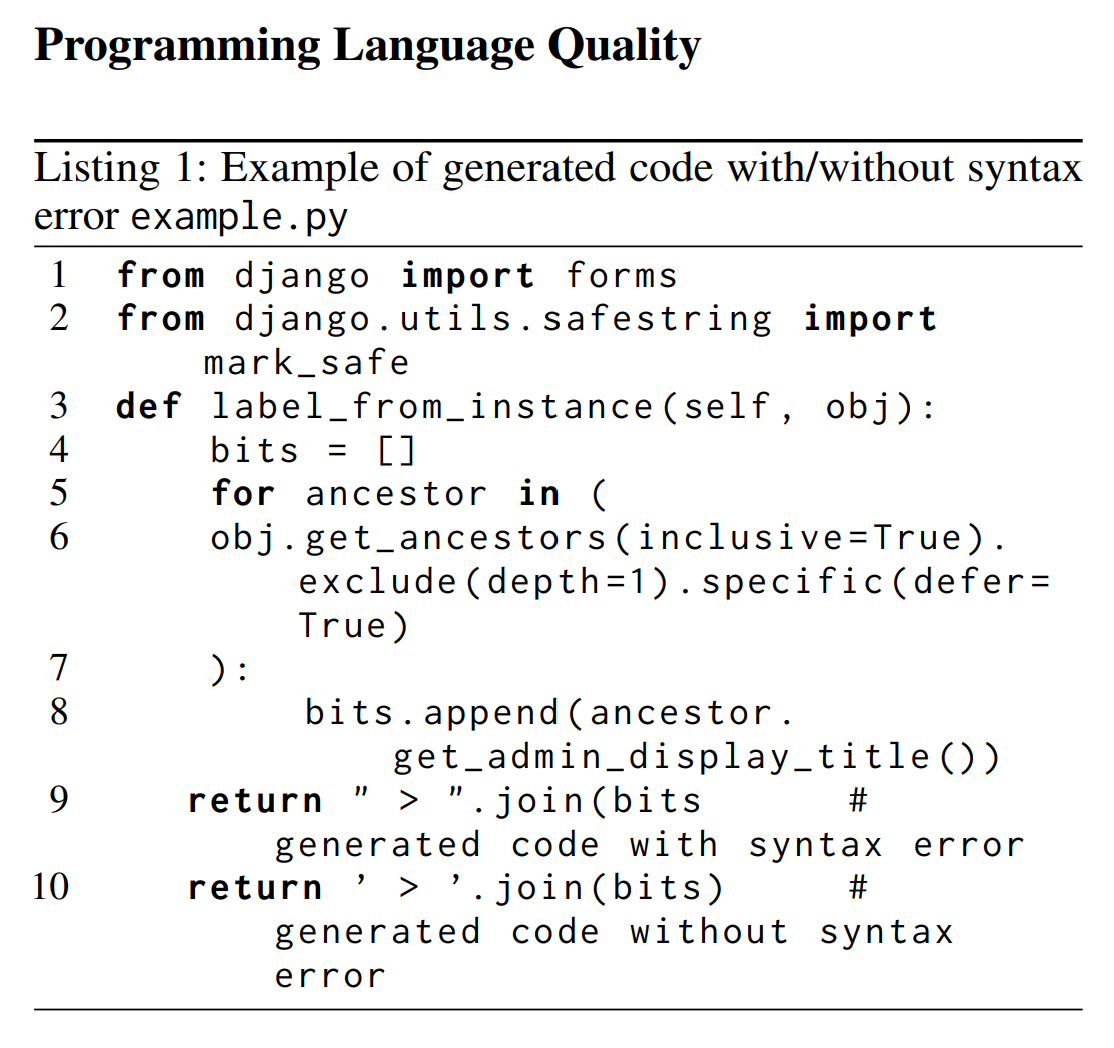 Programming Language Quality
Listing 1: Example of generated code with/without syntax
error example.py
1 from django import forms
2 from django.utils.safestring import
mark_safe
3 def label_from_instance(self, obj):
4 bits = []
5 for ancestor in (
6 obj.get_ancestors(inclusive=True).
exclude(depth=1).specific(defer=
True)
7 ):
8 bits.append(ancestor.
get_admin_display_title())
9 return " > ".join(bits #
generated code with syntax error
10 return ’ > ’.join(bits) #
generated code without syntax
error